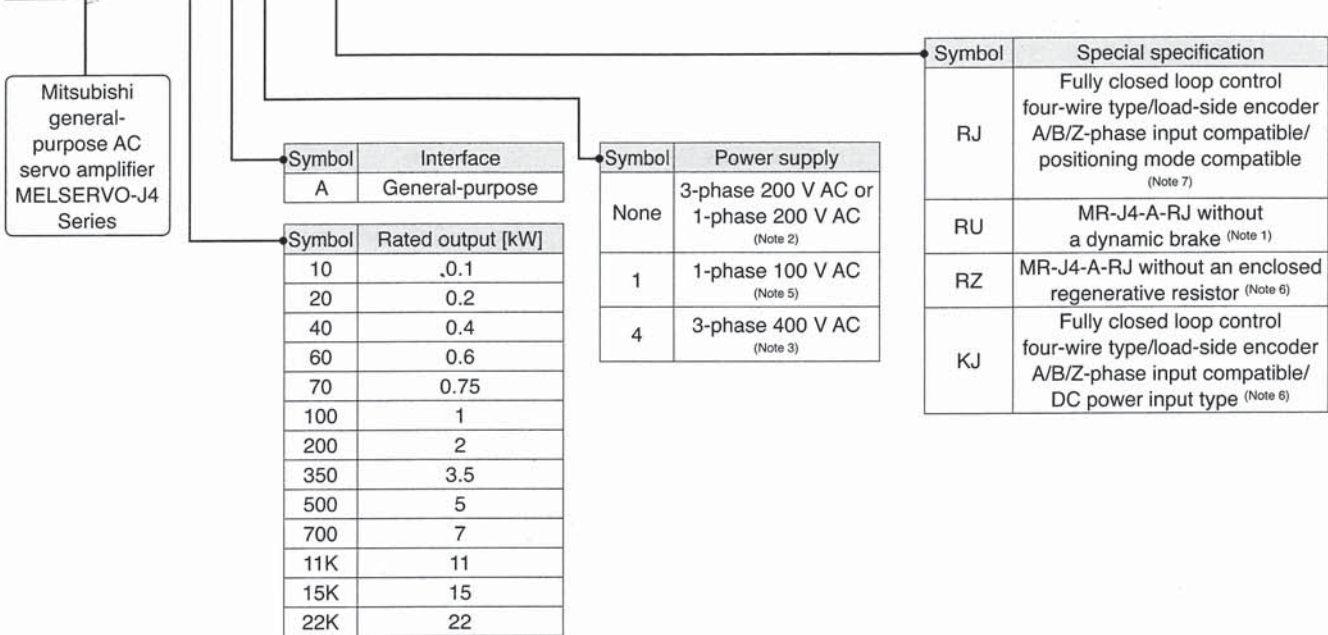 Mitsubishi
general-
purpose AC
servo amplifier
MELSERVO-J4
Series
Symbol Interface
A General-purpose
Symbol Rated output [kW]
10 0.1
20 0.2
40 0.4
60 0.6
70 0.75
100 1
200 2
350 3.5
500 5
700 7
11K 11
15K 15
22K 22
Symbol Power supply
None 3-phase 200 V AC or
1-phase 200 V AC
(Note 2)
1 1-phase 100 V AC
(Note 5)
4 3-phase 400 V AC
(Note 3)
Symbol Special specification
RJ Fully closed loop control
four-wire type/load-side encoder
A/B/Z-phase input compatible/
positioning mode compatible
(Note 7)
RU MR-J4-A-RJ without
a dynamic brake (Note 1)
RZ MR-J4-A-RJ without an enclosed
regenerative resistor (Note 6)
KJ Fully closed loop control
four-wire type/load-side encoder
A/B/Z-phase input compatible/
DC power input type (Note 6)